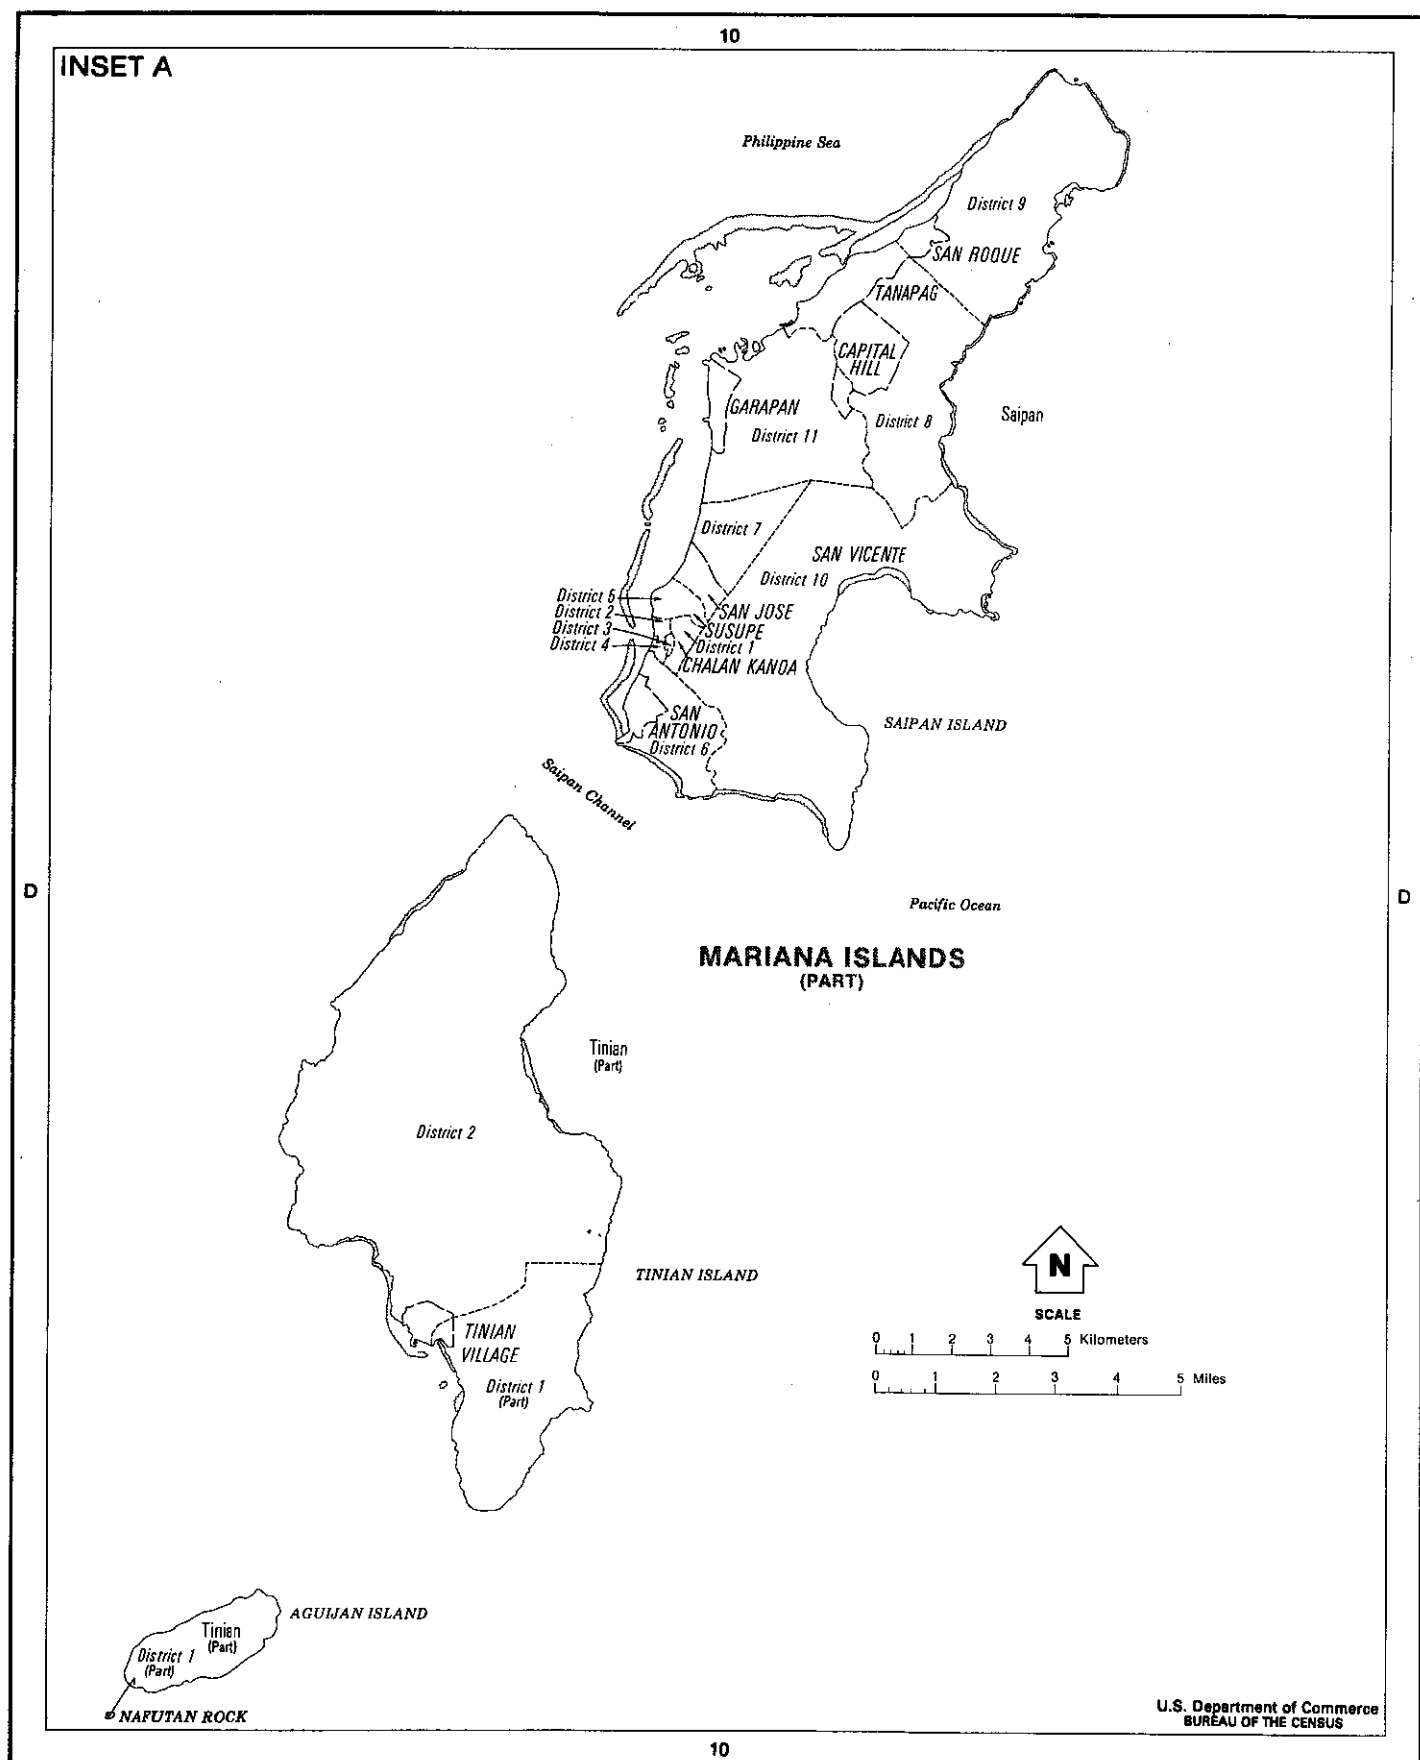 10
INSET A
Philippine Sea
District 9
SAN ROQUE
TANAPAG
CAPITAL
HILL
GARAPAN
District 8
Saipan
District 11
District 7
SAN VICENTE
District 10
District 5
District 2
District 3
District 4
SAN JOSE
SUSUPE
District 1
CHALAN KANOA
SAN
ANTONIO
District 6
SAIPAN ISLAND
Saipan Channel
D
D
Pacific Ocean
MARIANA ISLANDS
(PART)
Tinian
(Part)
District 2
TINIAN ISLAND
N
SCALE
0 1 2 3 4 5 Kilometers
0 1 2 3 4 5 Miles
TINIAN
VILLAGE
District 1
(Part)
AGUIJAN ISLAND
Tinian
(Part)
District 1
(Part)
NAFUTAN ROCK
U.S. Department of Commerce
BUREAU OF THE CENSUS
10